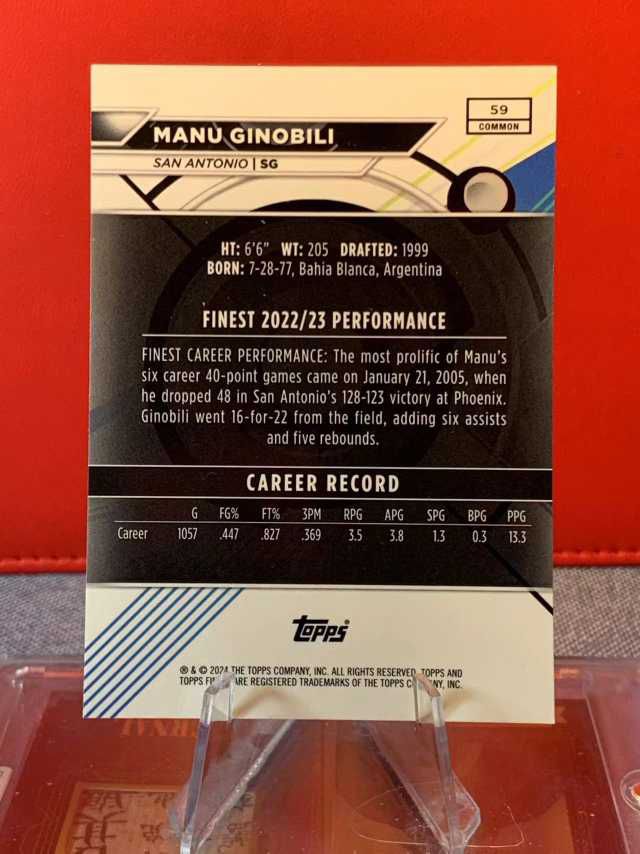 59
COMMON
MANU GINOBILI
SAN ANTONIO | SG
HT: 6'6" WT: 205 DRAFTED: 1999
BORN: 7-28-77, Bahia Blanca, Argentina
FINEST 2022/23 PERFORMANCE
FINEST CAREER PERFORMANCE: The most prolific of Manu's
six career 40-point games came on January 21, 2005, when
he dropped 48 in San Antonio's 128-123 victory at Phoenix.
Ginobili went 16-for-22 from the field, adding six assists
and five rebounds.
CAREER RECORD
G FG% FT% 3PM RPG APG SPG BPG PPG
Career 1057 .447 .827 .369 3.5 3.8 1.3 0.3 13.3
Topps®
® & © 2024 THE TOPPS COMPANY, INC. ALL RIGHTS RESERVED. TOPPS AND
TOPPS ARE REGISTERED TRADEMARKS OF THE TOPPS INC.